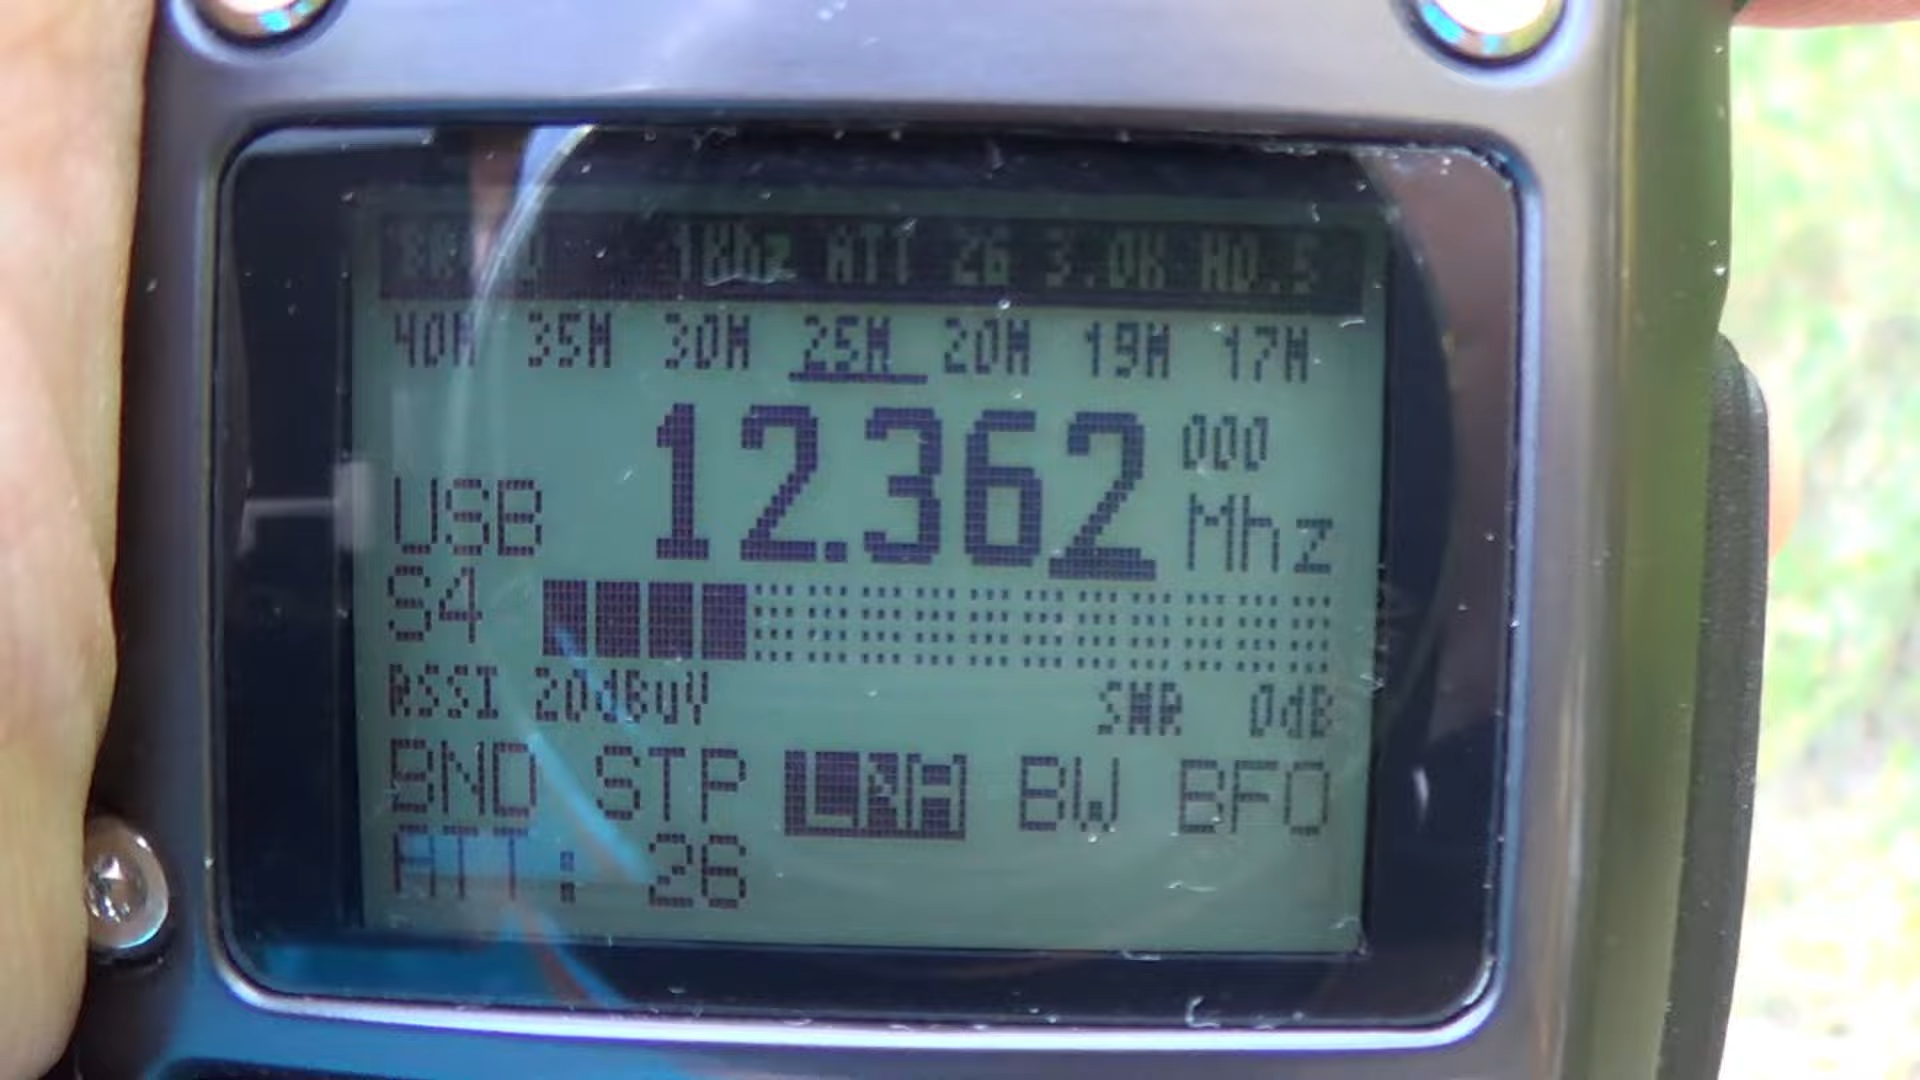 1Khz ATT 26 3.0K H0.5
40M 35M 30M 25M 20M 19M 17M
USB 12.362 000 Mhz
S4
RSSI 20dBuV SNR 0dB
BND STP LNA BW BFO
ATT: 26